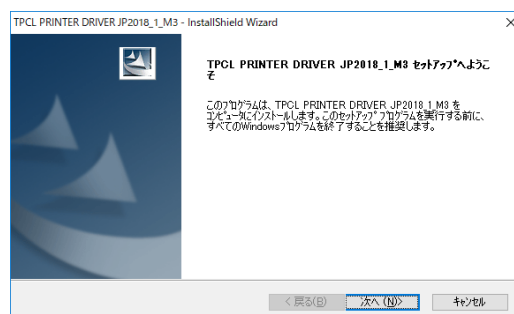 TPCL PRINTER DRIVER JP2018_1_M3 - InstallShield Wizard
TPCL PRINTER DRIVER JP2018_1_M3 ｾｯﾄｱｯﾌﾟへようこ
そ
このﾌﾟﾛｸﾞﾗﾑは、TPCL PRINTER DRIVER JP2018_1_M3 を
ｺﾝﾋﾟｭｰﾀにｲﾝｽﾄｰﾙします。このｾｯﾄｱｯﾌﾟ ﾌﾟﾛｸﾞﾗﾑを実行する前に、
すべてのWindowsﾌﾟﾛｸﾞﾗﾑを終了することを推奨します。
< 戻る(B)
次へ (N)>
ｷｬﾝｾﾙ